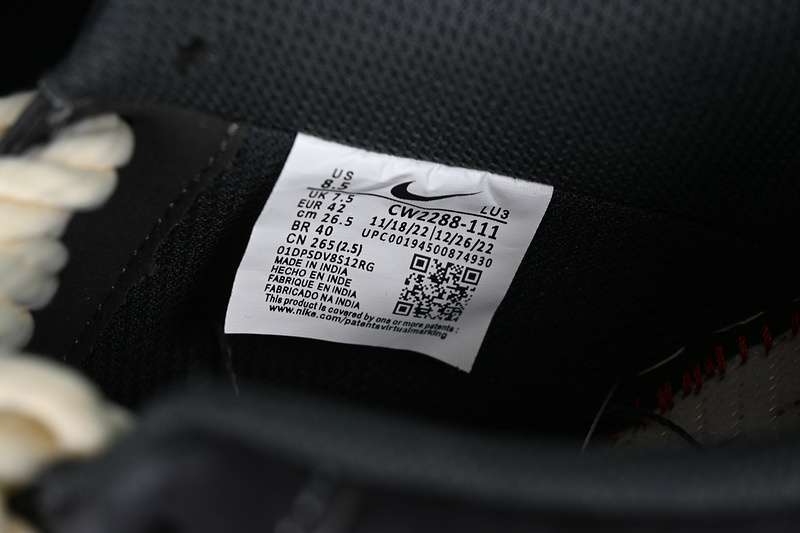 US 8.5
UK 7.5
EUR 42
cm 26.5
BR 40
CN 265(2.5)
LU3
CW2288-111
11/18/22 | 12/26/22
UPC00194500874930
01DPSDV8S12RG
MADE IN INDIA
HECHO EN INDE
FABRIQUE EN INDIA
FABRICADO NA INDIA
This product is covered by one or more patents :
www.nike.com/patentsvirtualmarking